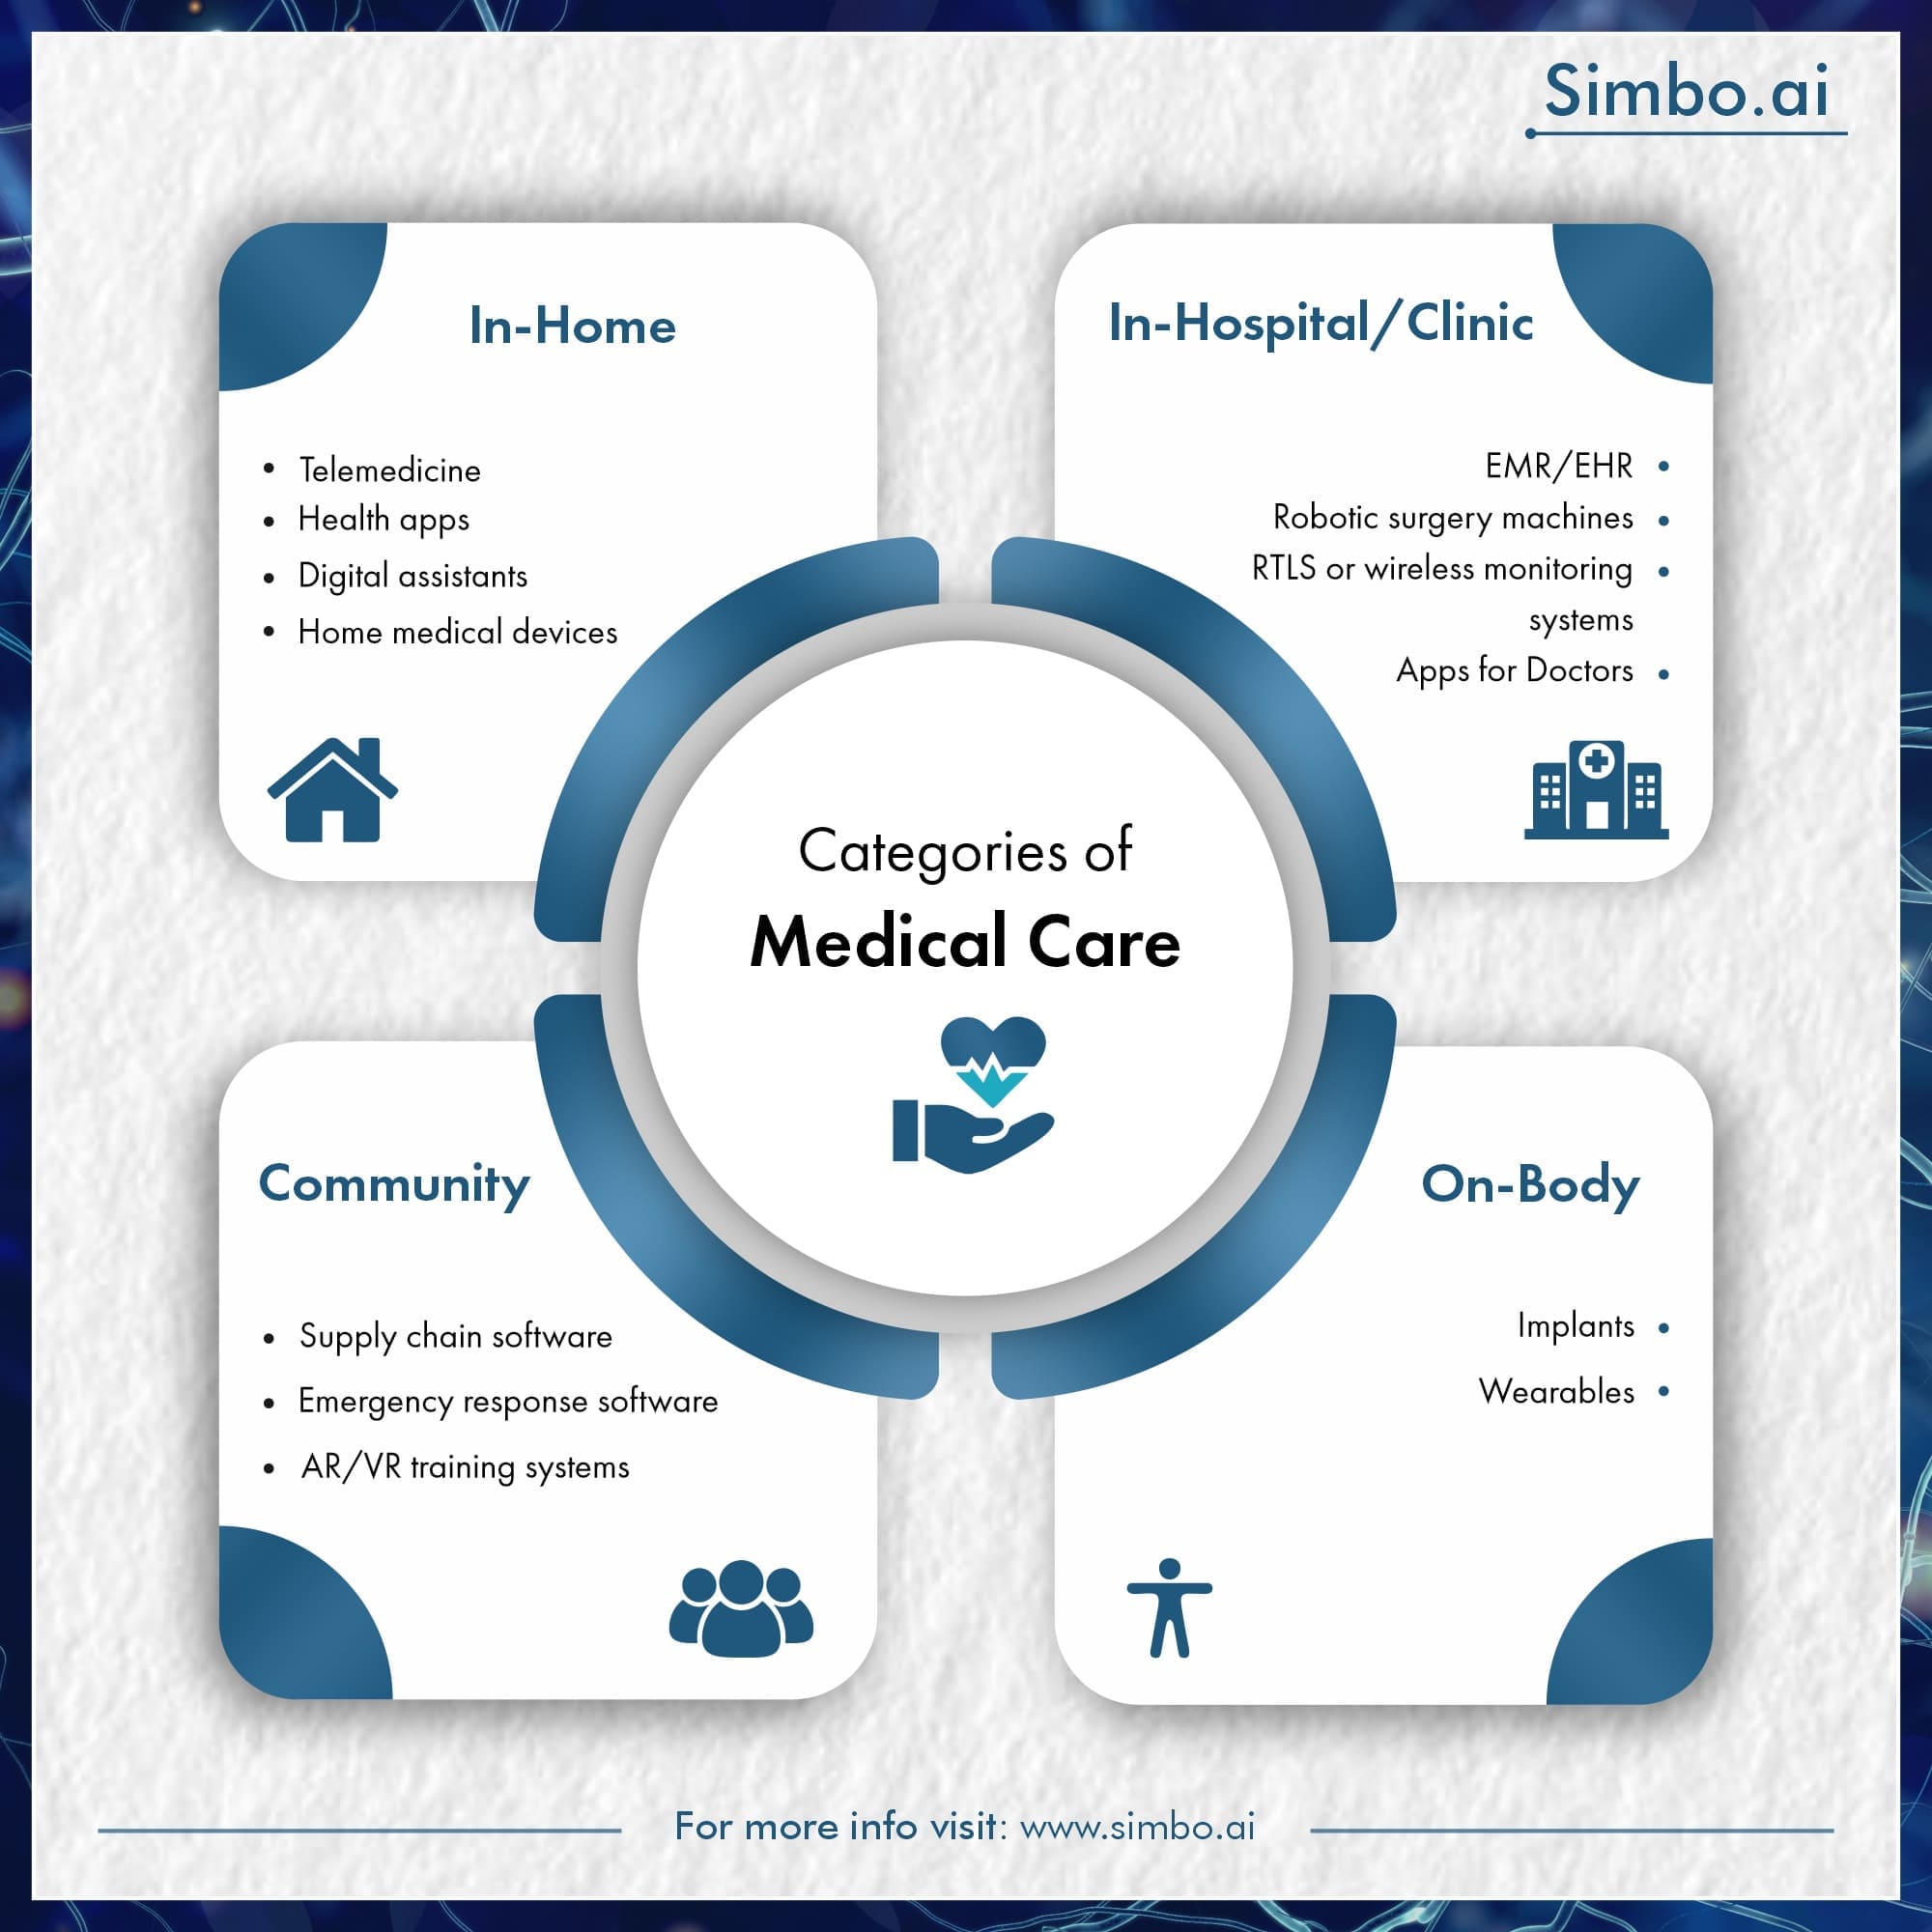 Simbo.ai
In-Home
Telemedicine
Health apps
Digital assistants
Home medical devices
In-Hospital/Clinic
EMR/EHR
Robotic surgery machines
RTLS or wireless monitoring
systems
Apps for Doctors
Categories of
Medical Care
Community
Supply chain software
Emergency response software
AR/VR training systems
On-Body
Implants
Wearables
For more info visit: www.simbo.ai